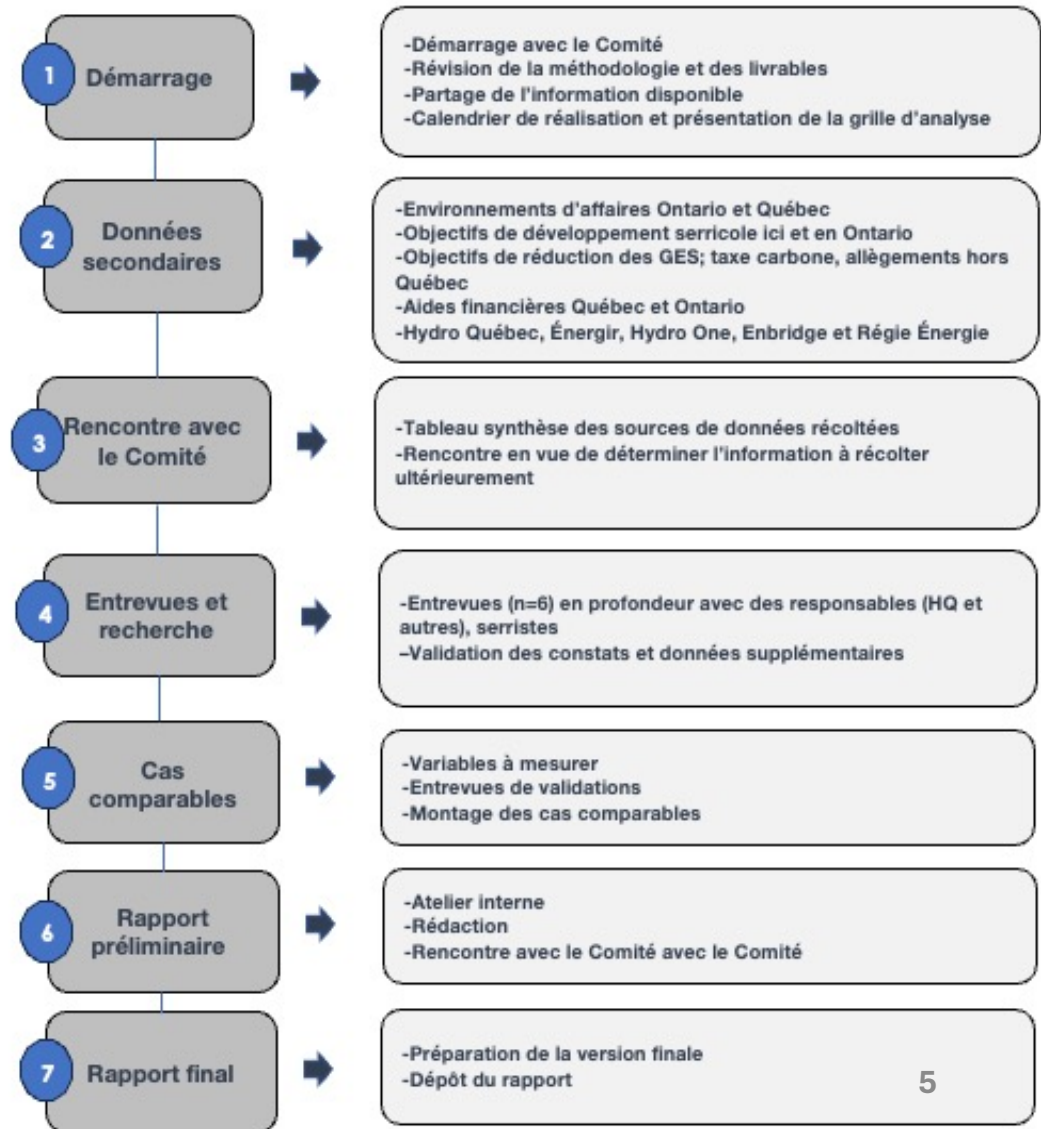 1
Démarrage
-Démarrage avec le Comité
-Révision de la méthodologie et des livrables
-Partage de l'information disponible
-Calendrier de réalisation et présentation de la grille d'analyse
2
Données
secondaires
-Environnements d'affaires Ontario et Québec
-Objectifs de développement serricole ici et en Ontario
-Objectifs de réduction des GES; taxe carbone, allègements hors
Québec
-Aides financières Québec et Ontario
-Hydro Québec, Énergir, Hydro One, Enbridge et Régie Énergie
3
Rencontre avec
le Comité
-Tableau synthèse des sources de données récoltées
-Rencontre en vue de déterminer l'information à récolter
ultérieurement
4
Entrevues et
recherche
-Entrevues (n=6) en profondeur avec des responsables (HQ et
autres), serristes
–Validation des constats et données supplémentaires
5
Cas
comparables
-Variables à mesurer
-Entrevues de validations
-Montage des cas comparables
6
Rapport
préliminaire
-Atelier interne
-Rédaction
-Rencontre avec le Comité avec le Comité
7
Rapport final
-Préparation de la version finale
-Dépôt du rapport
5